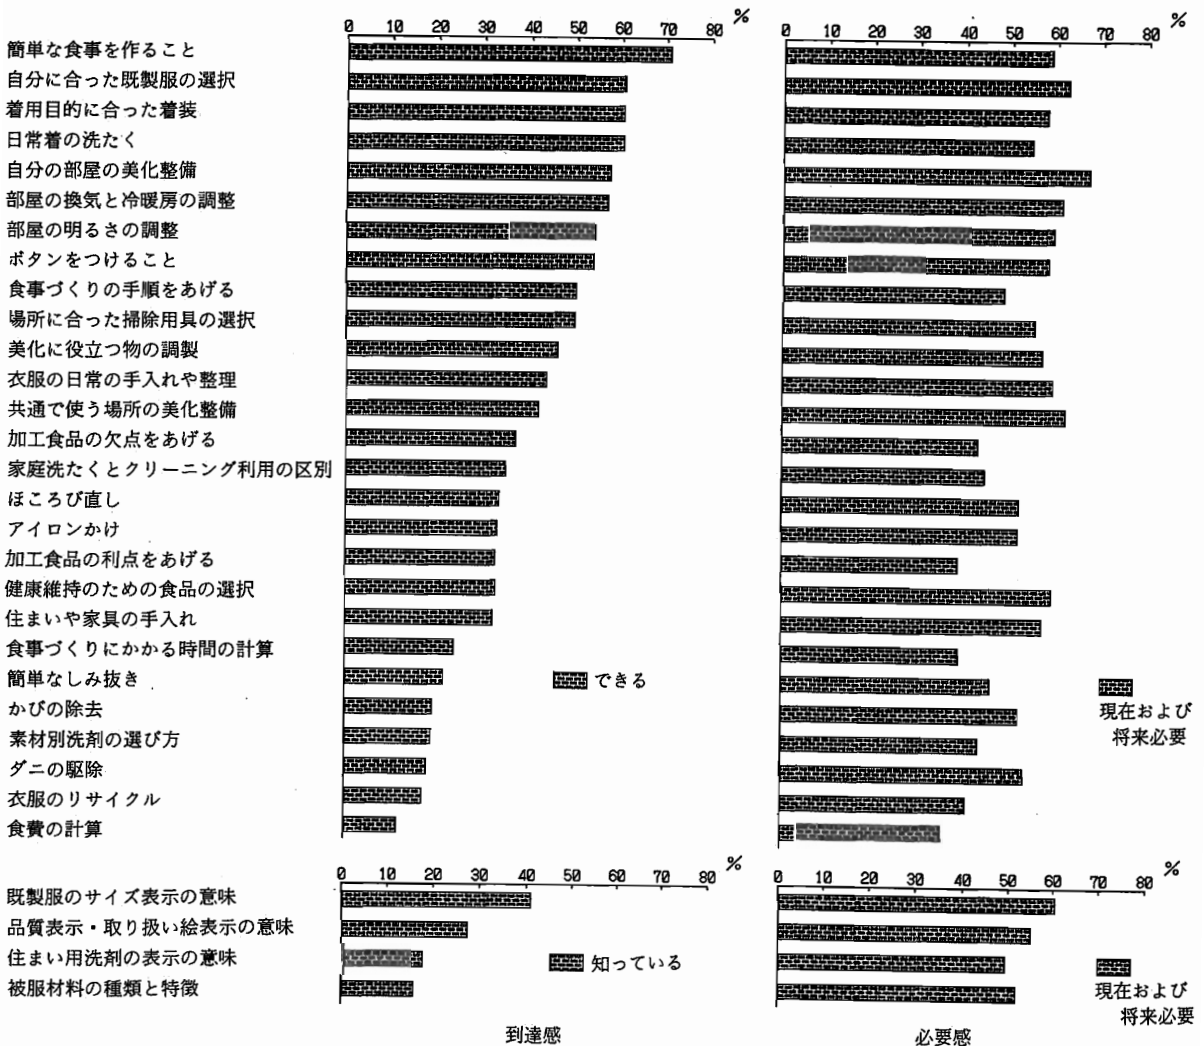 %
0 10 20 30 40 50 60 70 80
%
0 10 20 30 40 50 60 70 80
簡単な食事を作ること
自分に合った既製服の選択
着用目的に合った着装
日常着の洗たく
自分の部屋の美化整備
部屋の換気と冷暖房の調整
部屋の明るさの調整
ボタンをつけること
食事づくりの手順をあげる
場所に合った掃除用具の選択
美化に役立つ物の調製
衣服の日常の手入れや整理
共通で使う場所の美化整備
加工食品の欠点をあげる
家庭洗たくとクリーニング利用の区別
ほころび直し
アイロンかけ
加工食品の利点をあげる
健康維持のための食品の選択
住まいや家具の手入れ
食事づくりにかかる時間の計算
簡単なしみ抜き
かびの除去
素材別洗剤の選び方
ダニの駆除
衣服のリサイクル
食費の計算
できる
現在および
将来必要
%
0 10 20 30 40 50 60 70 80
%
0 10 20 30 40 50 60 70 80
既製服のサイズ表示の意味
品質表示・取り扱い絵表示の意味
住まい用洗剤の表示の意味
被服材料の種類と特徴
知っている
現在および
将来必要
到達感
必要感